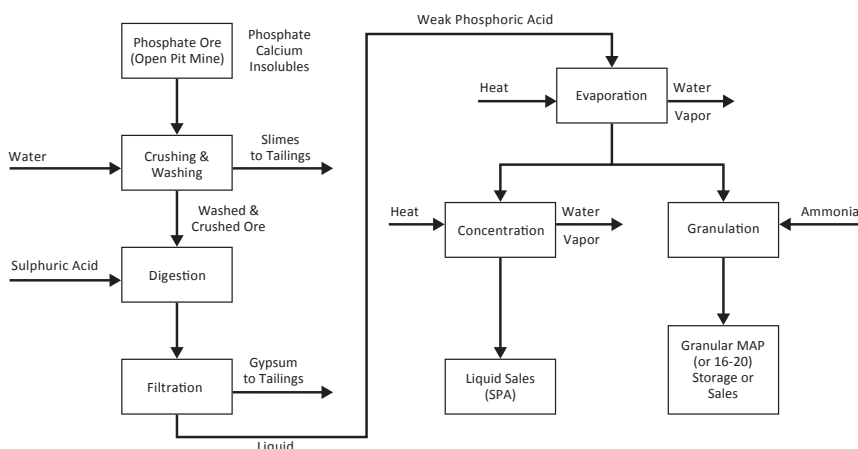 Weak Phosphoric Acid
Phosphate Ore
(Open Pit Mine)
Phosphate
Calcium
Insolubles
Water
Crushing &
Washing
Slimes
to Tailings
Washed &
Crushed Ore
Sulphuric Acid
Digestion
Filtration
Gypsum
to Tailings
Liquid
Heat
Evaporation
Water
Vapor
Heat
Concentration
Water
Vapor
Granulation
Ammonia
Liquid Sales
(SPA)
Granular MAP
(or 16-20)
Storage or
Sales